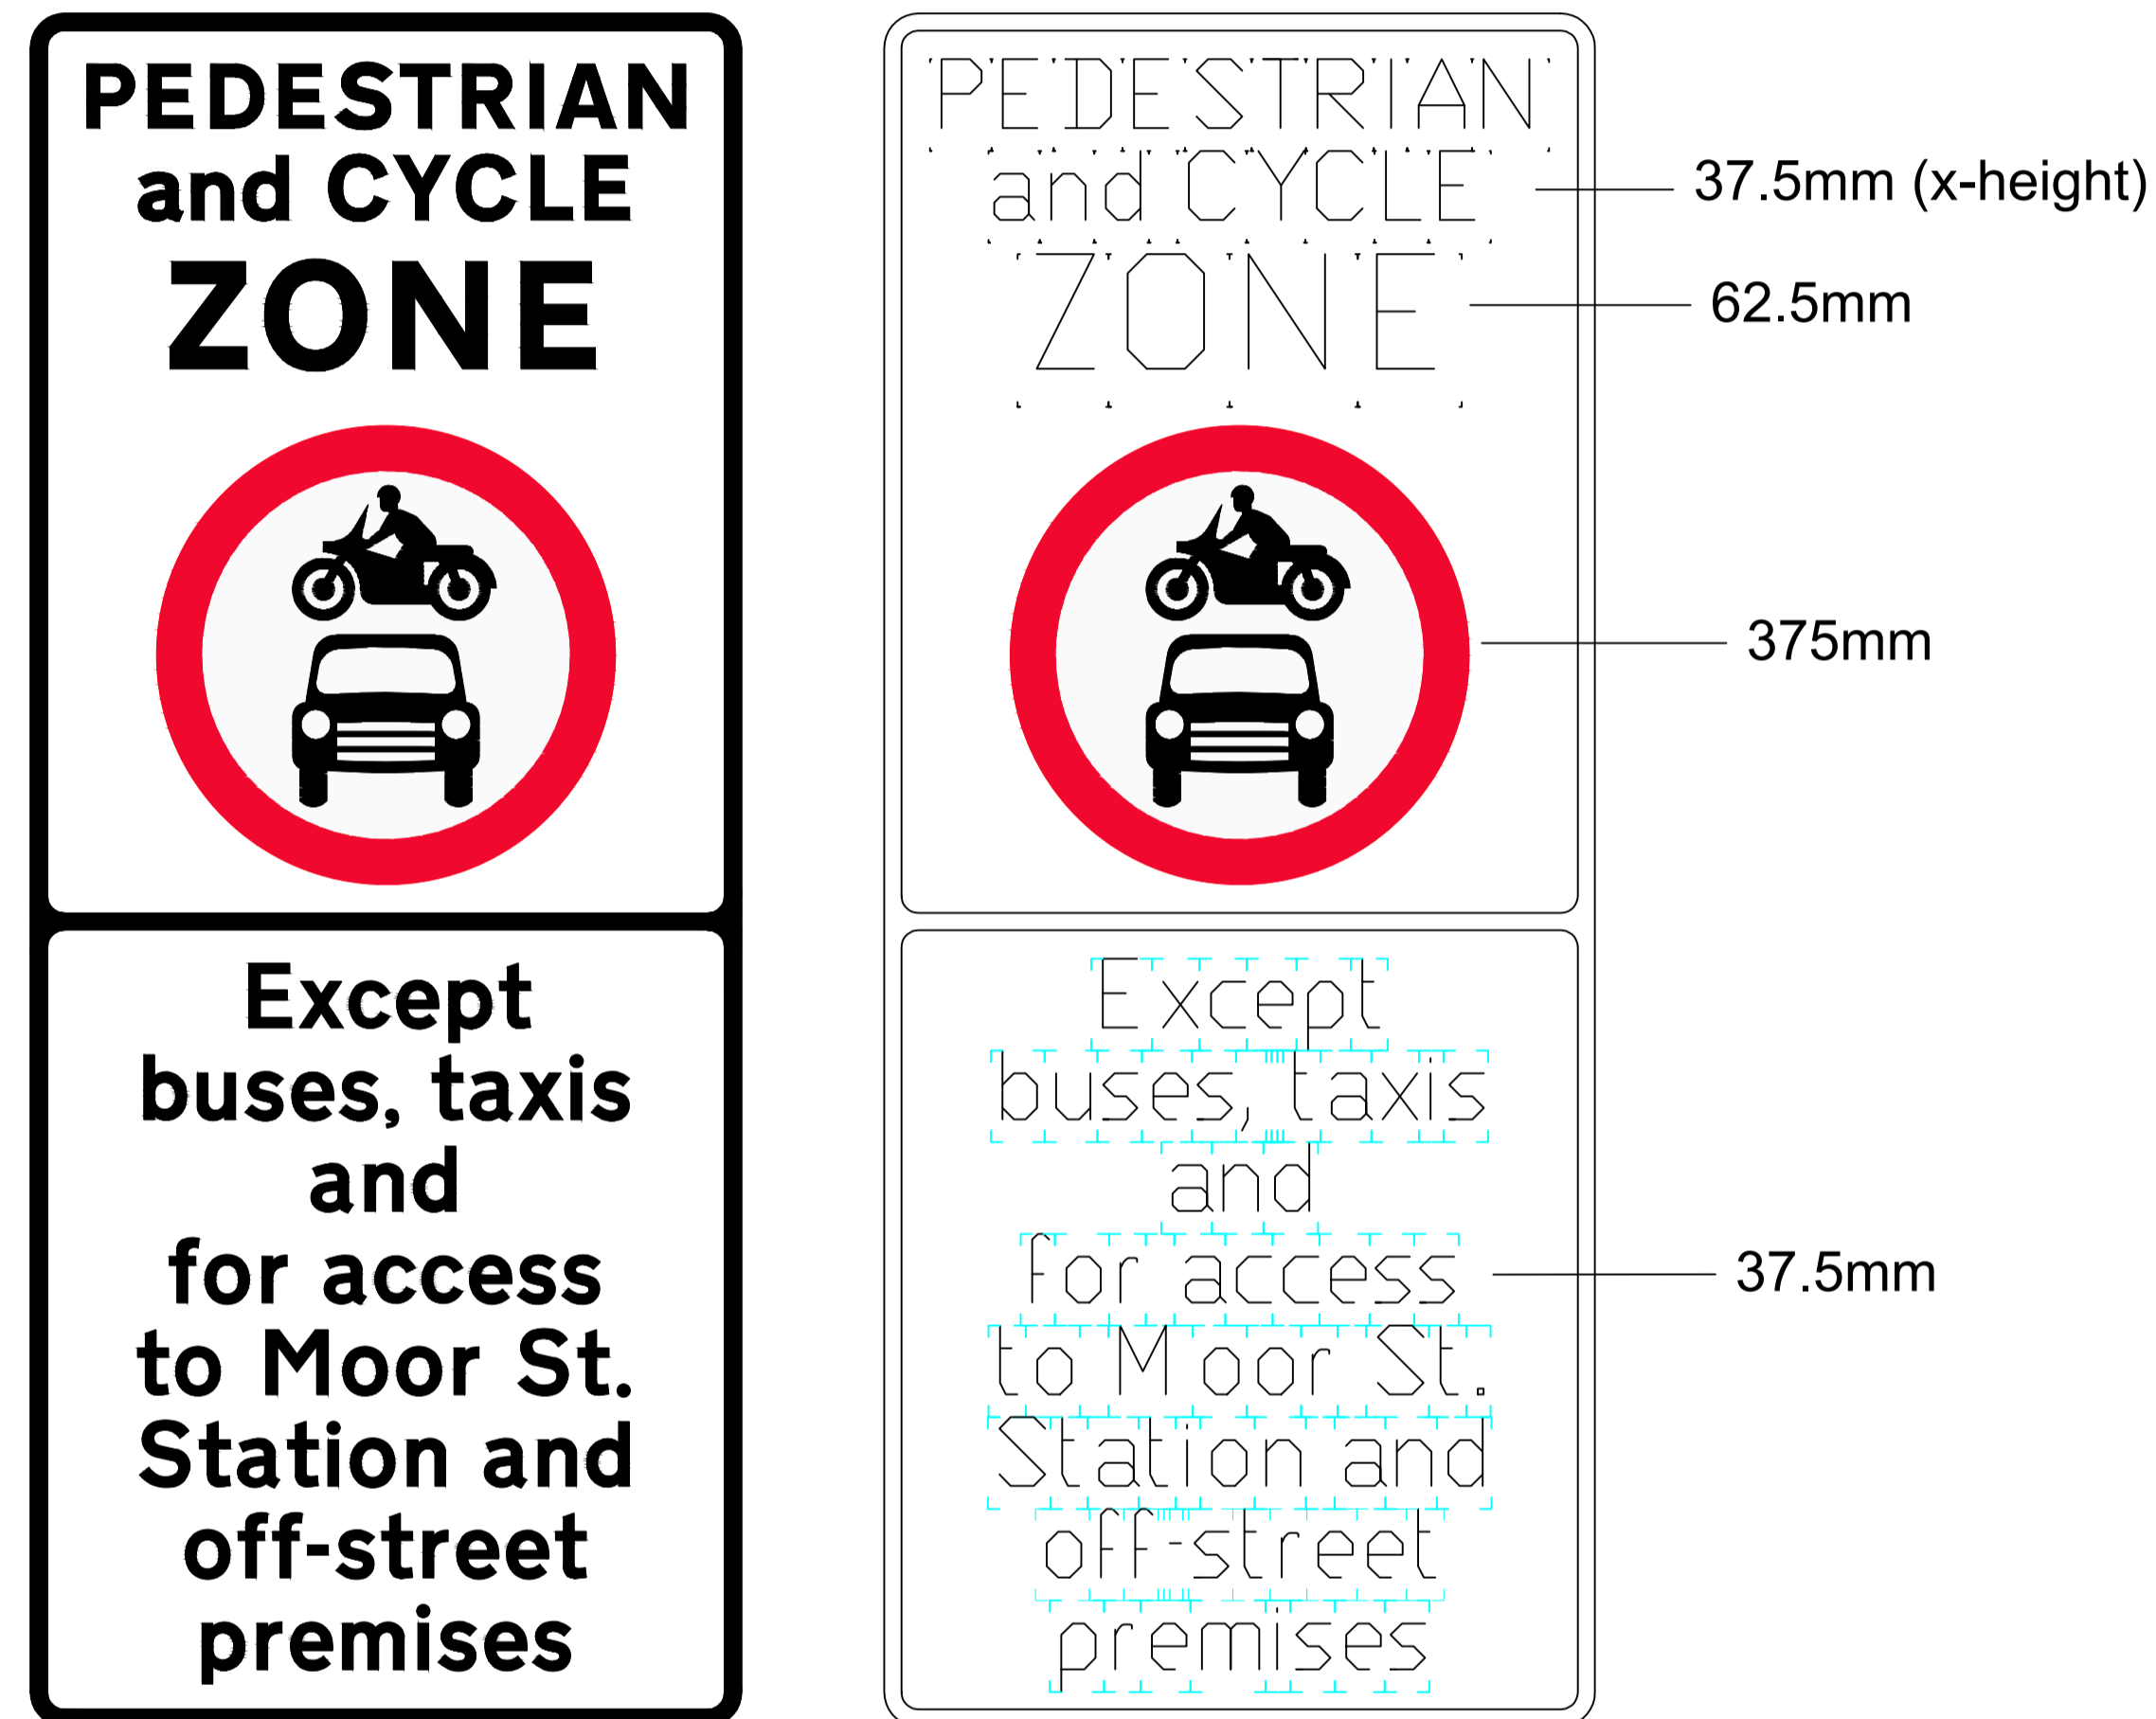 PEDESTRIAN
and CYCLE
ZONE
Except
buses, taxis
and
for access
to Moor St.
Station and
off-street
premises
PEDESTRIAN
and CYCLE
ZONE
Except
buses, taxis
and
for access
to Moor St.
Station and
off-street
premises
37.5mm (x-height)
62.5mm
375mm
37.5mm